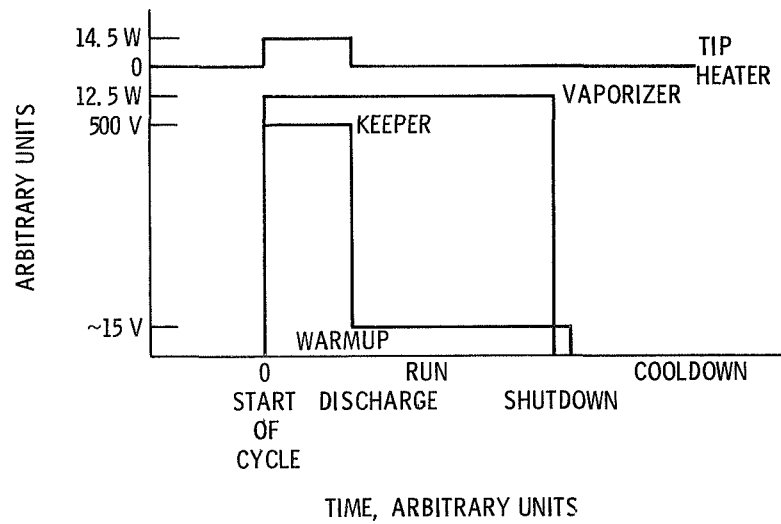 14.5 W
0
TIP
HEATER
12.5 W
VAPORIZER
500 V
KEEPER
ARBITRARY UNITS
~15 V
WARMUP
0
RUN
COOLDOWN
START
DISCHARGE
SHUTDOWN
OF
CYCLE
TIME, ARBITRARY UNITS